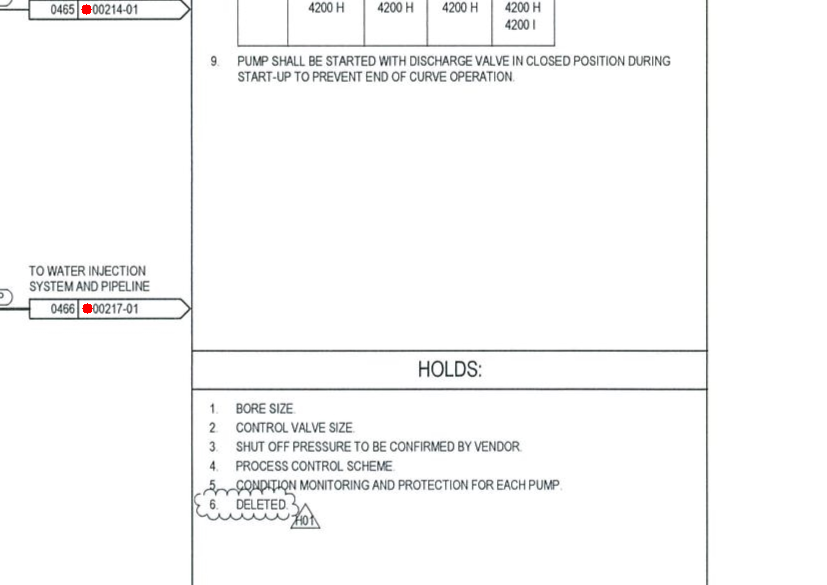 0465 00214-01
4200 H 4200 H 4200 H 4200 H
4200 I
9. PUMP SHALL BE STARTED WITH DISCHARGE VALVE IN CLOSED POSITION DURING
START-UP TO PREVENT END OF CURVE OPERATION.
TO WATER INJECTION
SYSTEM AND PIPELINE
P
0466 00217-01
HOLDS:
1. BORE SIZE.
2. CONTROL VALVE SIZE.
3. SHUT OFF PRESSURE TO BE CONFIRMED BY VENDOR.
4. PROCESS CONTROL SCHEME.
5. CONDITION MONITORING AND PROTECTION FOR EACH PUMP.
6. DELETED.
H01